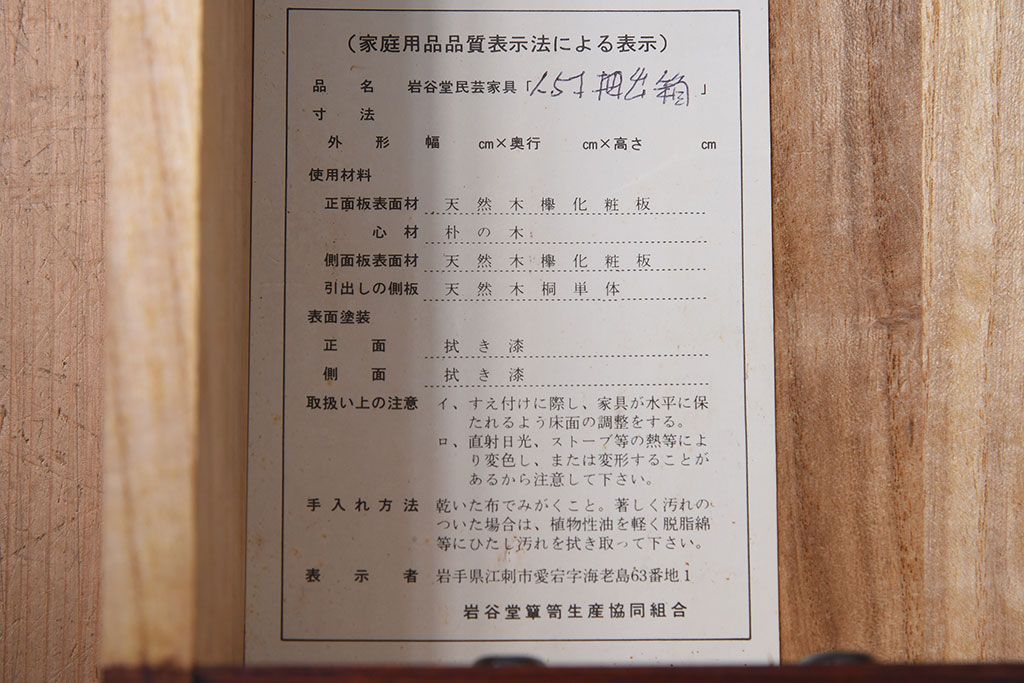 （家庭用品品質表示法による表示）
品名 岩谷堂民芸家具「1.5寸抽出箱」
寸法
外形 幅 cm×奥行 cm×高さ cm
使用材料
正面板表面材 天然木欅化粧板
心材 朴の木
側面板表面材 天然木欅化粧板
引出しの側板 天然木桐単体
表面塗装
正面 拭き漆
側面 拭き漆
取扱い上の注意 イ、すえ付けに際し、家具が水平に保
たれるよう床面の調整をする。
ロ、直射日光、ストーブ等の熱等によ
り変色し、または変形することが
あるから注意して下さい。
手入れ方法 乾いた布でみがくこと。著しく汚れの
ついた場合は、植物性油を軽く脱脂綿
等にひたし汚れを拭き取って下さい。
表示者 岩手県江刺市愛宕字海老島63番地1
岩谷堂簞笥生産協同組合